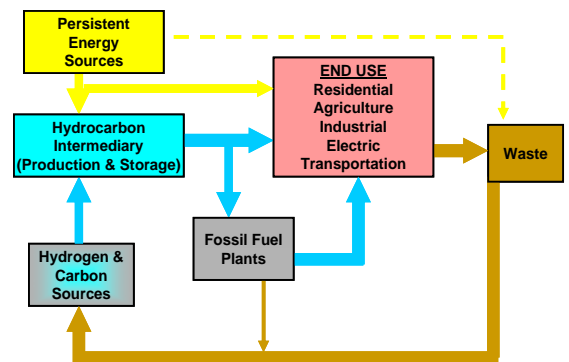 Persistent
Energy
Sources
END USE
Residential
Agriculture
Industrial
Electric
Transportation
Hydrocarbon
Intermediary
(Production & Storage)
Waste
Fossil Fuel
Plants
Hydrogen &
Carbon
Sources